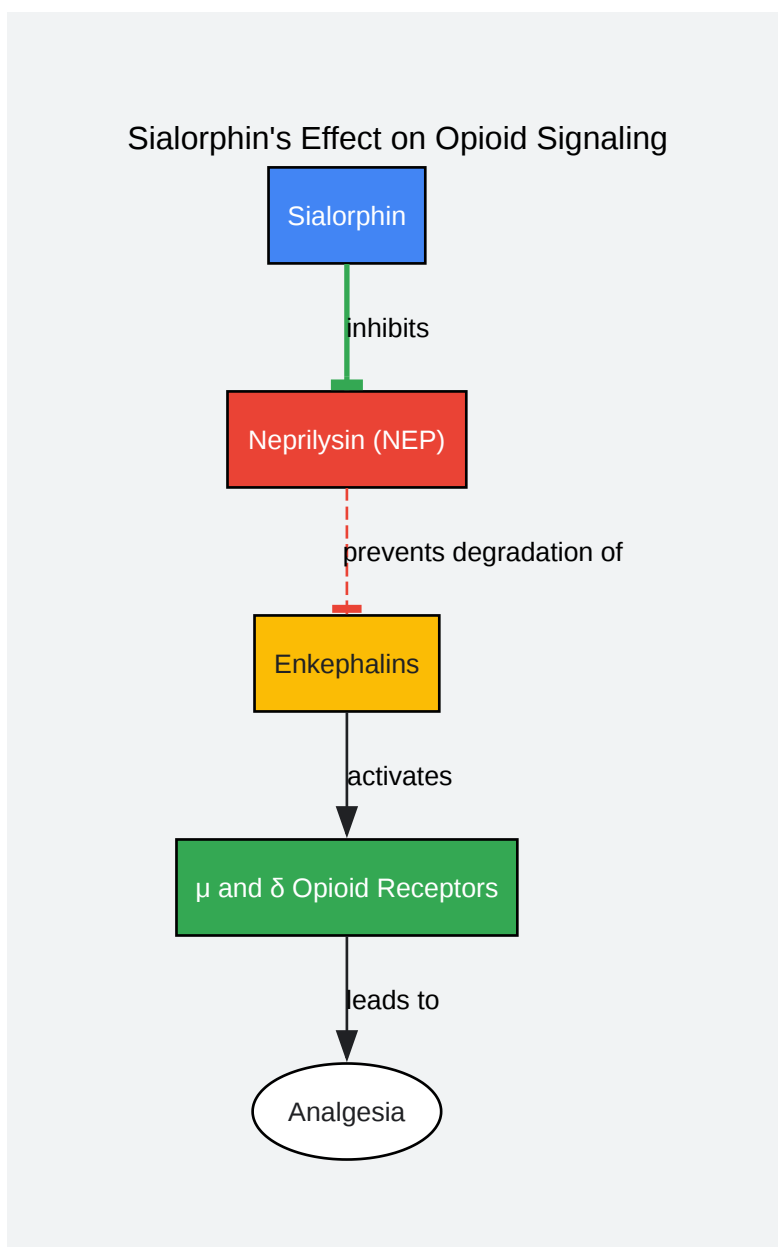 Sialorphin's Effect on Opioid Signaling
Sialorphin
inhibits
Neprilysin (NEP)
prevents degradation of
Enkephalins
activates
μ and δ Opioid Receptors
leads to
Analgesia